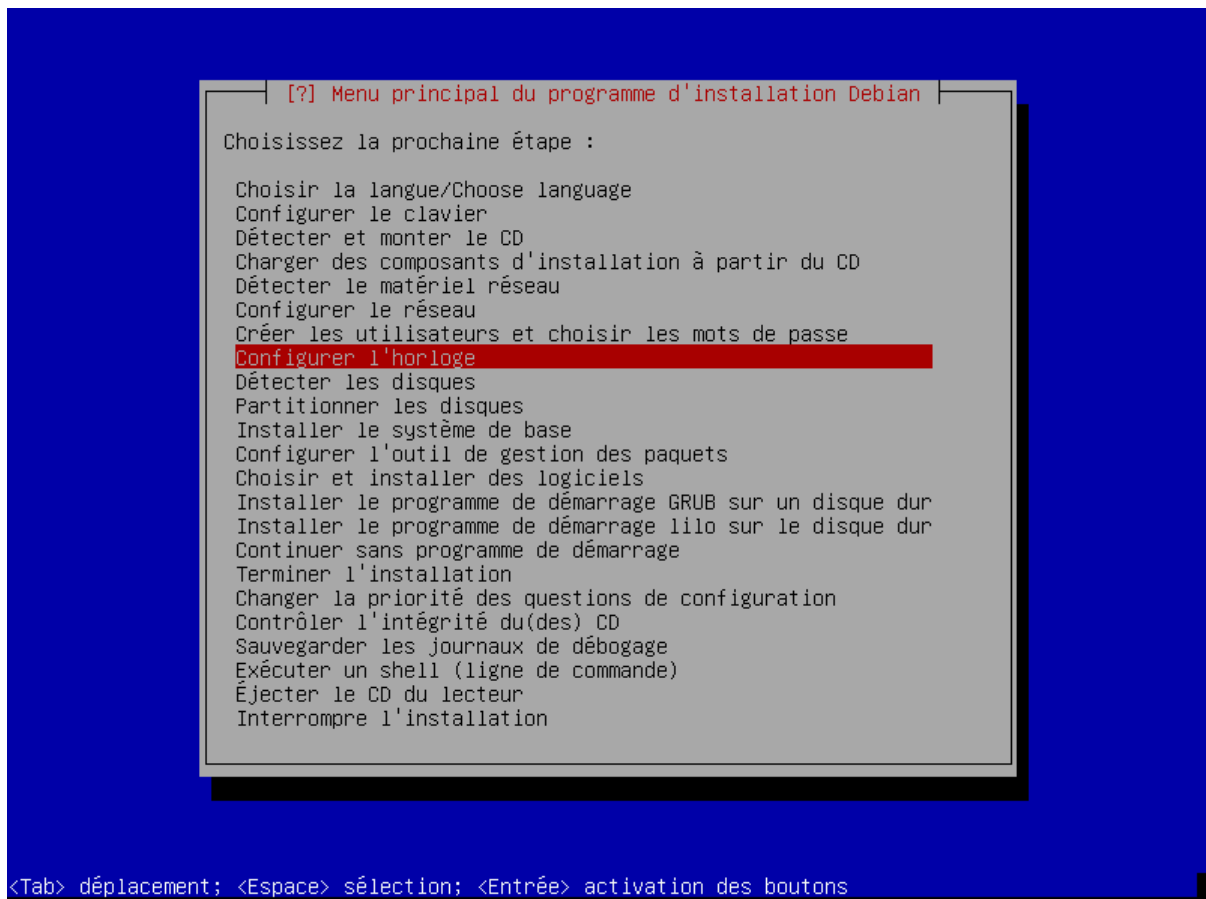 [?] Menu principal du programme d'installation Debian
Choisissez la prochaine étape :
Choisir la langue/Choose language
Configurer le clavier
Détecter et monter le CD
Charger des composants d'installation à partir du CD
Détecter le matériel réseau
Configurer le réseau
Créer les utilisateurs et choisir les mots de passe
Configurer l'horloge
Détecter les disques
Partitionner les disques
Installer le système de base
Configurer l'outil de gestion des paquets
Choisir et installer des logiciels
Installer le programme de démarrage GRUB sur un disque dur
Installer le programme de démarrage lilo sur le disque dur
Continuer sans programme de démarrage
Terminer l'installation
Changer la priorité des questions de configuration
Contrôler l'intégrité du(des) CD
Sauvegarder les journaux de débogage
Exécuter un shell (ligne de commande)
Éjecter le CD du lecteur
Interrompre l'installation
<Tab> déplacement; <Espace> sélection; <Entrée> activation des boutons